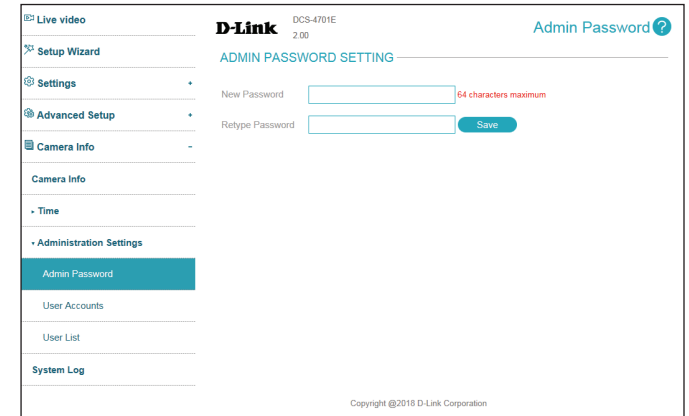 Live video
Setup Wizard
Settings +
Advanced Setup +
Camera Info -
Camera Info
Time
Administration Settings
Admin Password
User Accounts
User List
System Log
D-Link DCS-4701E
2.00
Admin Password ?
ADMIN PASSWORD SETTING
New Password 64 characters maximum
Retype Password Save
Copyright @2018 D-Link Corporation